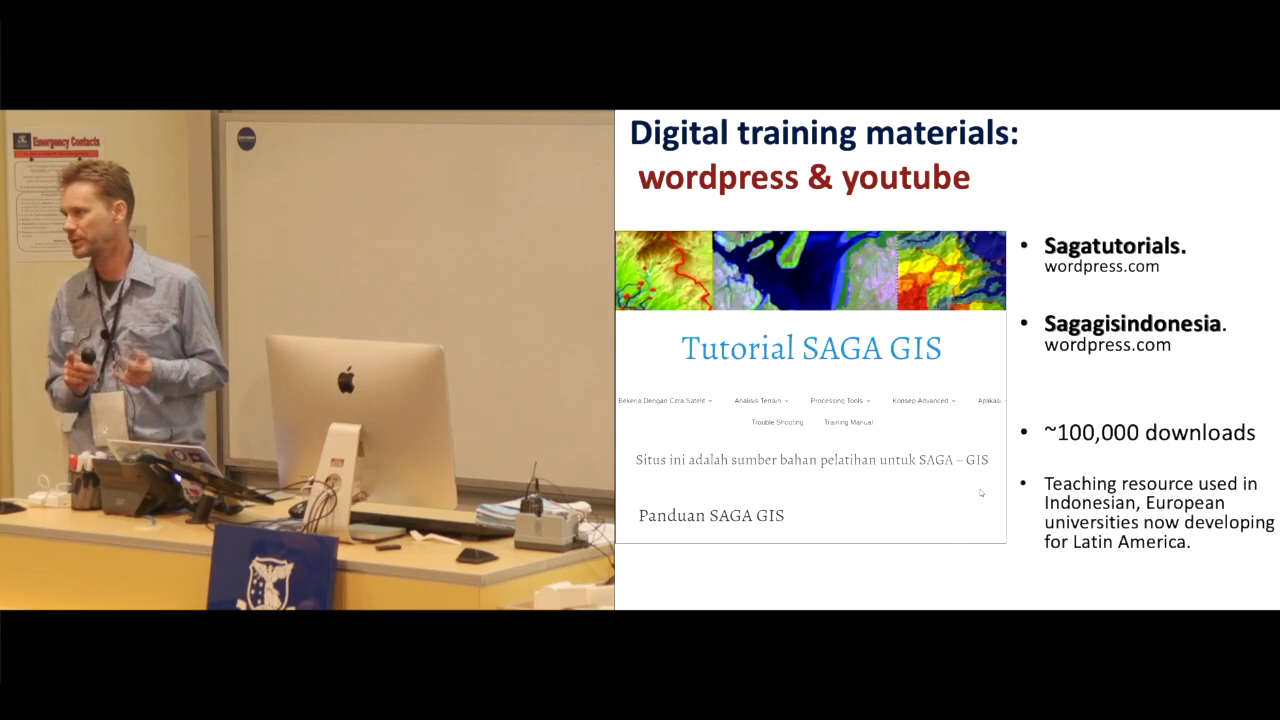 Emergency Contacts
Digital training materials:
wordpress & youtube
Tutorial SAGA GIS
Bekerja Dengan Citra Satelit
Analisis Terrain
Processing Tools
Konsep Advanced
Aplikasi
Trouble Shooting
Training Manual
Situs ini adalah sumber bahan pelatihan untuk SAGA – GIS
Panduan SAGA GIS
• Sagatutorials.
wordpress.com
• Sagagisindonesia.
wordpress.com
• ~100,000 downloads
• Teaching resource used in
Indonesian, European
universities now developing
for Latin America.